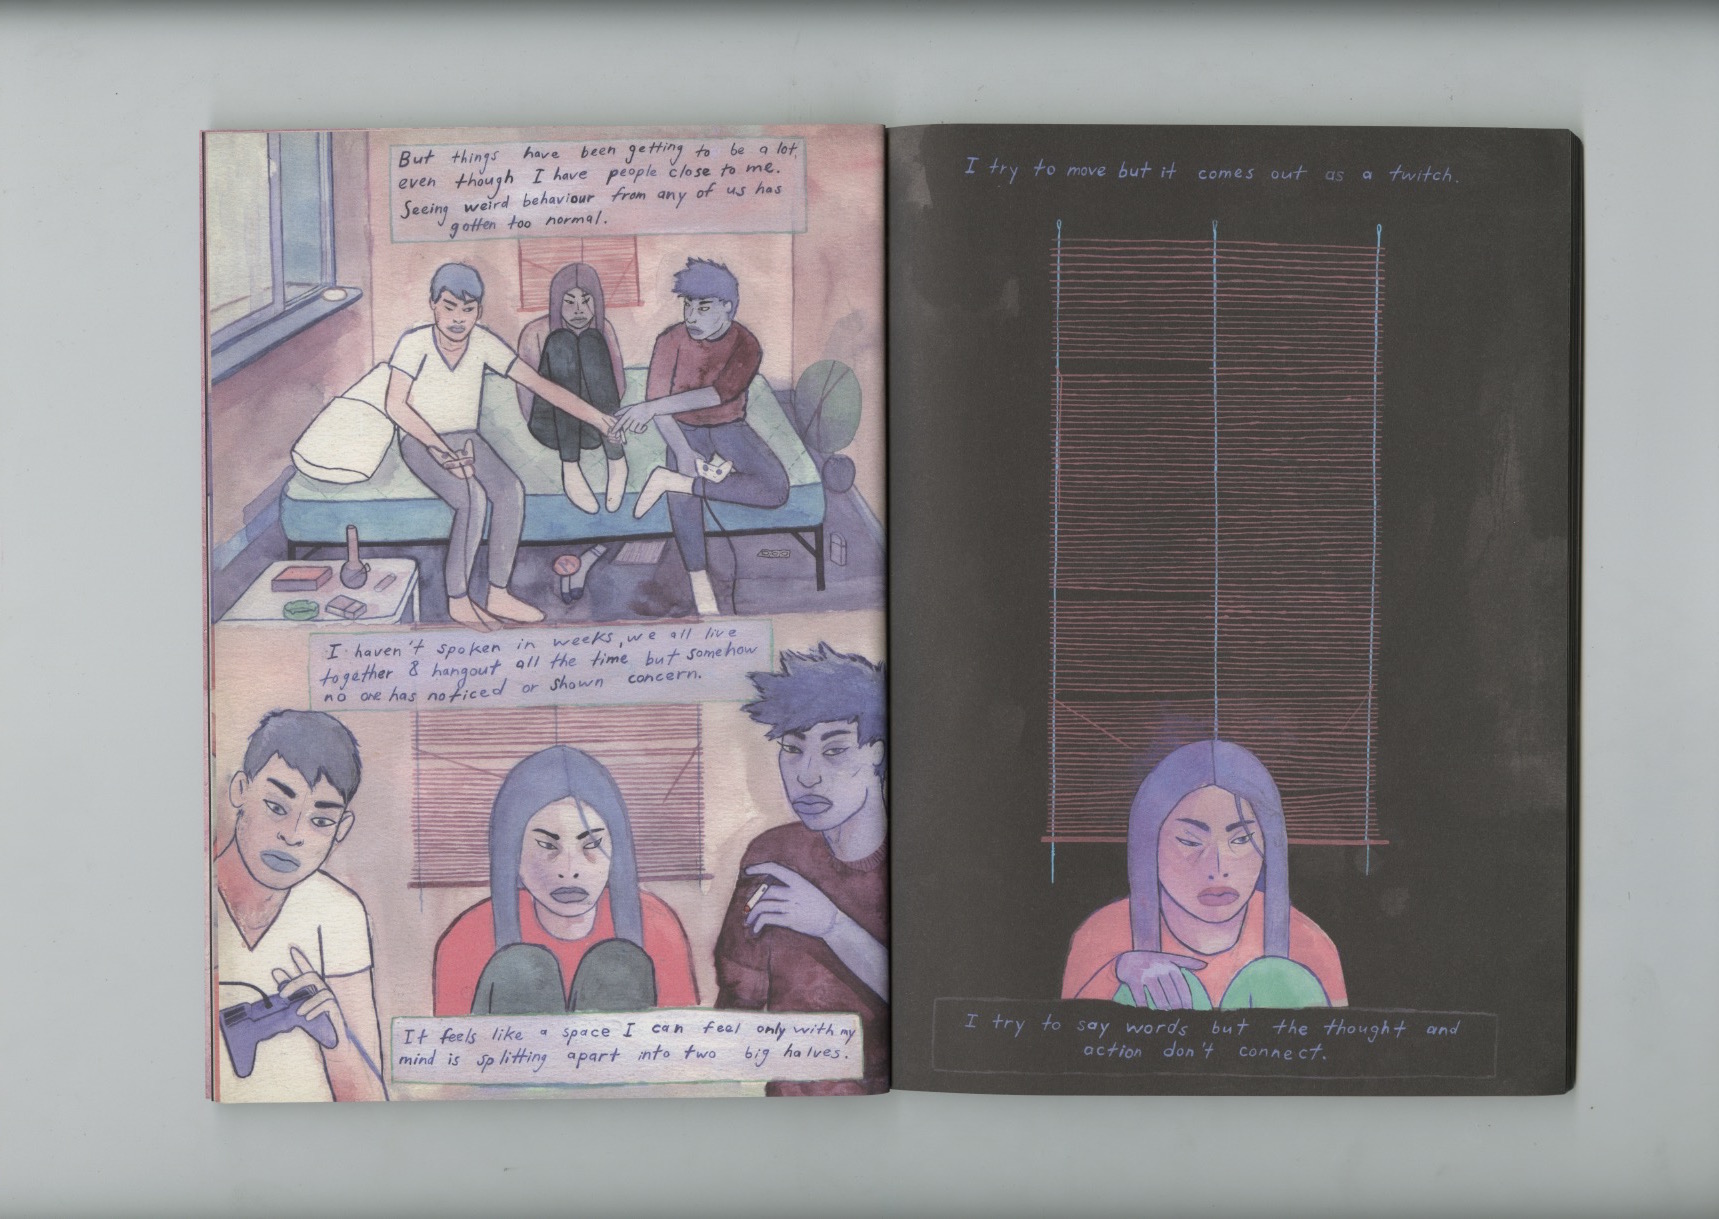 But things have been getting to be a lot,
even though I have people close to me.
Seeing weird behaviour from any of us has
gotten too normal.
I haven't spoken in weeks, we all live
together & hangout all the time but somehow
no one has noticed or shown concern.
It feels like a space I can feel only with my
mind is splitting apart into two big halves.
I try to move but it comes out as a twitch.
I try to say words but the thought and
action don't connect.